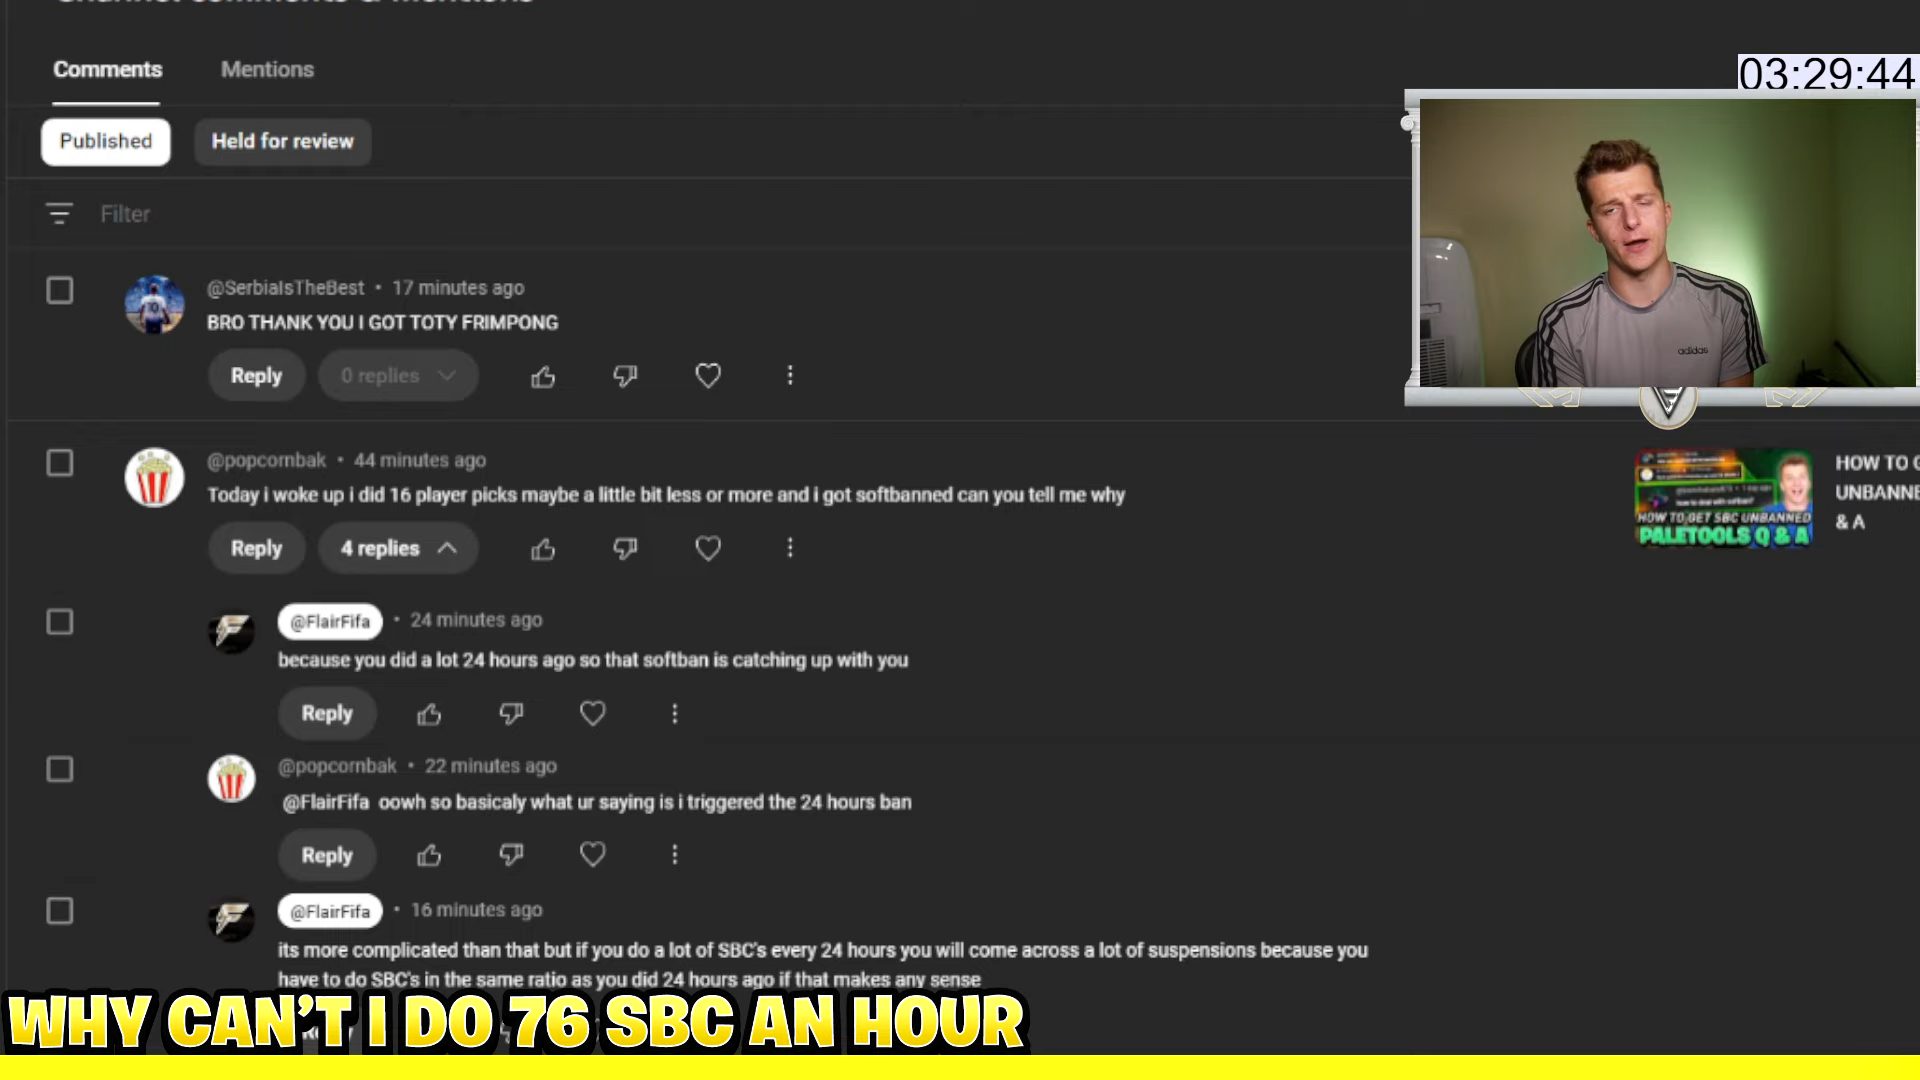 Channel comments & mentions
Comments Mentions
03:29:44
Published Held for review
Filter
@SerbiaIsTheBest • 17 minutes ago
BRO THANK YOU I GOT TOTY FRIMPONG
Reply 0 replies
adidas
@popcornbak • 44 minutes ago
Today i woke up i did 16 player picks maybe a little bit less or more and i got softbanned can you tell me why
Reply 4 replies
HOW TO GET SBC UNBANNED
PALETOOLS Q & A
HOW TO G
UNBANNE
& A
@FlairFifa • 24 minutes ago
because you did a lot 24 hours ago so that softban is catching up with you
Reply
@popcornbak • 22 minutes ago
@FlairFifa oowh so basicaly what ur saying is i triggered the 24 hours ban
Reply
@FlairFifa • 16 minutes ago
its more complicated than that but if you do a lot of SBC's every 24 hours you will come across a lot of suspensions because you
have to do SBC's in the same ratio as you did 24 hours ago if that makes any sense
WHY CAN'T I DO 76 SBC AN HOUR